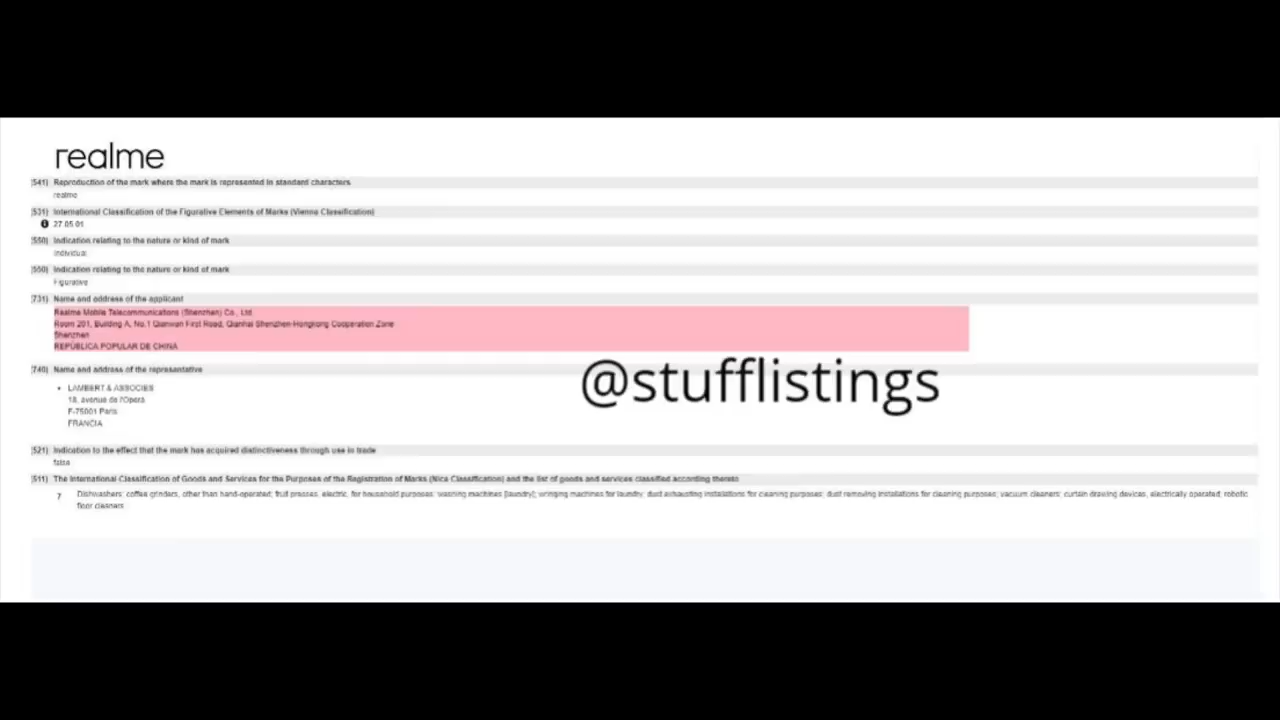 realme
(541) Reproduction of the mark where the mark is represented in standard characters
realme
(531) International Classification of the Figurative Elements of Marks (Vienna Classification)
27 05 01
(550) Indication relating to the nature or kind of mark
Individual
(550) Indication relating to the nature or kind of mark
Figurative
(731) Name and address of the applicant
Realme Mobile Telecommunications (Shenzhen) Co., Ltd.
Room 201, Building A, No.1 Qianwan First Road, Qianhai Shenzhen-Hongkong Cooperation Zone
Shenzhen
REPÚBLICA POPULAR DE CHINA
@stufflistings
(740) Name and address of the representative
• LAMBERT & ASSOCIES
18, avenue de l'Opéra
F-75001 Paris
FRANCIA
(521) Indication to the effect that the mark has acquired distinctiveness through use in trade
false
(511) The International Classification of Goods and Services for the Purposes of the Registration of Marks (Nice Classification) and the list of goods and services classified according thereto
7 Dishwashers; coffee grinders, other than hand-operated; fruit presses, electric, for household purposes; washing machines [laundry]; wringing machines for laundry; dust exhausting installations for cleaning purposes; dust removing installations for cleaning purposes; vacuum cleaners; curtain drawing devices, electrically operated; robotic
floor cleaners